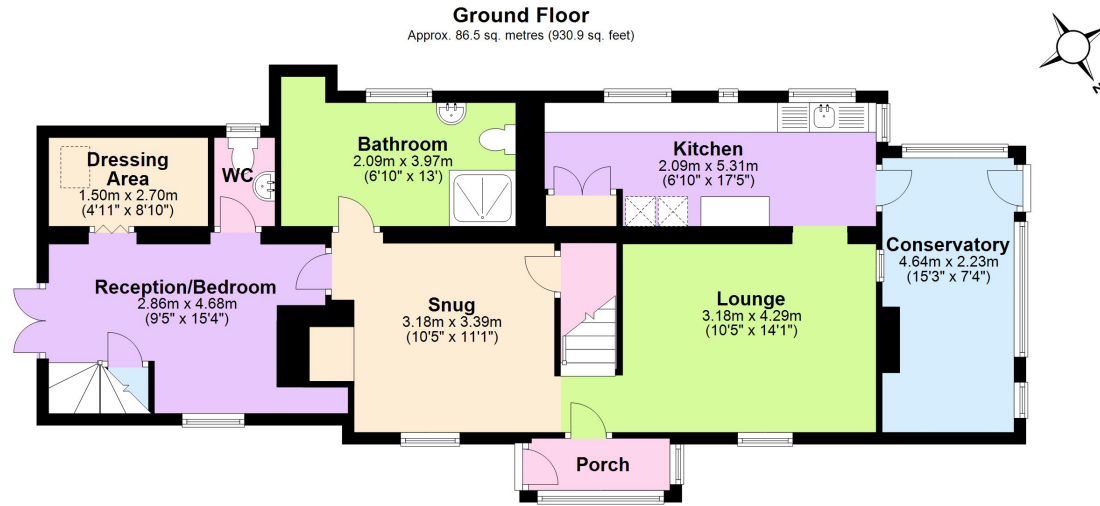 Ground Floor
Approx. 86.5 sq. metres (930.9 sq. feet)
N
Dressing
Area
1.50m x 2.70m
(4'11" x 8'10")
WC
Bathroom
2.09m x 3.97m
(6'10" x 13')
Kitchen
2.09m x 5.31m
(6'10" x 17'5")
Conservatory
4.64m x 2.23m
(15'3" x 7'4")
Reception/Bedroom
2.86m x 4.68m
(9'5" x 15'4")
Snug
3.18m x 3.39m
(10'5" x 11'1")
Lounge
3.18m x 4.29m
(10'5" x 14'1")
Porch